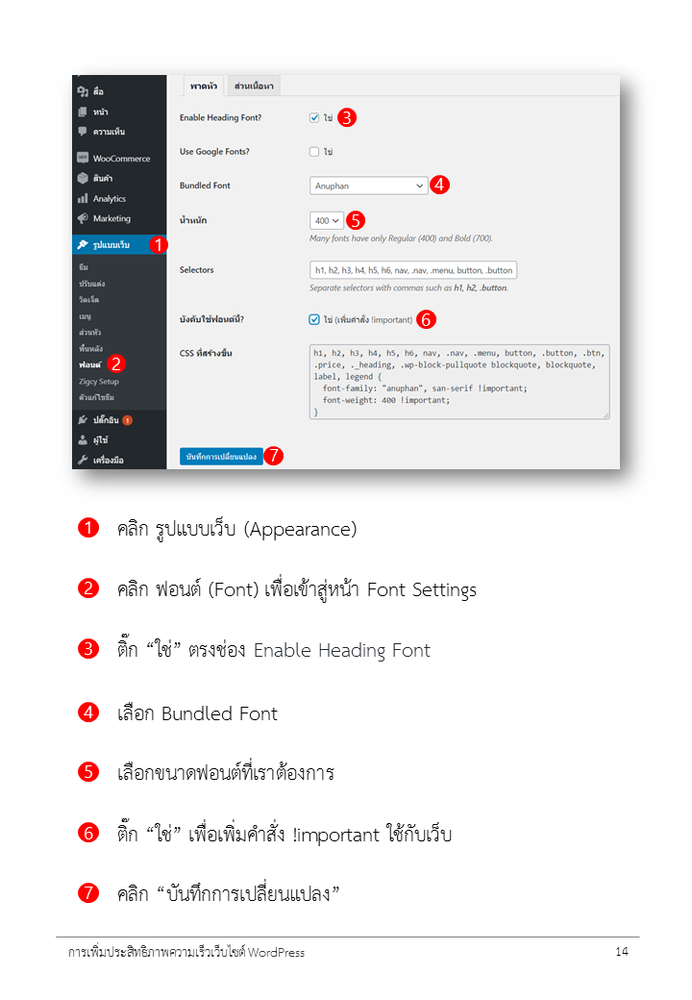 สื่อ
หน้า
ความเห็น
WooCommerce
สินค้า
Analytics
Marketing
รูปแบบเว็บ 1
ธีม
ปรับแต่ง
วิดเจ็ต
เมนู
ส่วนหัว
พื้นหลัง
ฟอนต์ 2
Zigcy Setup
ตัวแก้ไขธีม
ปลั๊กอิน 1
ผู้ใช้
เครื่องมือ
พาดหัว ส่วนเนื้อหา
Enable Heading Font? ใช่ 3
Use Google Fonts? ใช่
Bundled Font Anuphan 4
น้ำหนัก 400 5
Many fonts have only Regular (400) and Bold (700).
Selectors h1, h2, h3, h4, h5, h6, nav, .nav, .menu, button, .button
Separate selectors with commas such as h1, h2, .button.
บังคับใช้ฟอนต์นี้? ใช่ (เพิ่มคำสั่ง !important) 6
CSS ที่สร้างขึ้น h1, h2, h3, h4, h5, h6, nav, .nav, .menu, button, .button, .btn,
.price, ._heading, .wp-block-pullquote blockquote, blockquote,
label, legend {
font-family: "anuphan", san-serif !important;
font-weight: 400 !important;
}
บันทึกการเปลี่ยนแปลง 7
1 คลิก รูปแบบเว็บ (Appearance)
2 คลิก ฟอนต์ (Font) เพื่อเข้าสู่หน้า Font Settings
3 ติ๊ก “ใช่” ตรงช่อง Enable Heading Font
4 เลือก Bundled Font
5 เลือกขนาดฟอนต์ที่เราต้องการ
6 ติ๊ก “ใช่” เพื่อเพิ่มคำสั่ง !important ใช้กับเว็บ
7 คลิก “บันทึกการเปลี่ยนแปลง”
การเพิ่มประสิทธิภาพความเร็วเว็บไซต์ WordPress 14